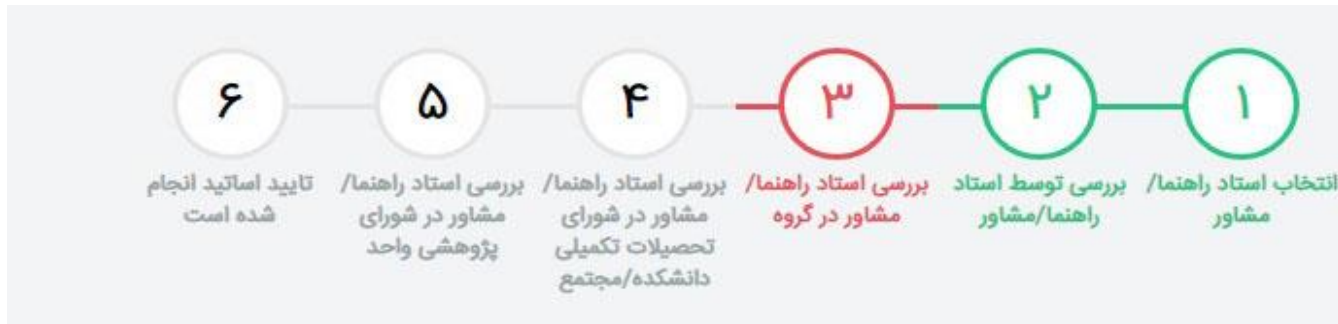 ۱
انتخاب استاد راهنما/
مشاور
۲
بررسی توسط استاد
راهنما/مشاور
۳
بررسی استاد راهنما/
مشاور در گروه
۴
بررسی استاد راهنما/
مشاور در شورای
تحصیلات تکمیلی
دانشکده/مجتمع
۵
بررسی استاد راهنما/
مشاور در شورای
پژوهشی واحد
۶
تایید اساتید انجام
شده است